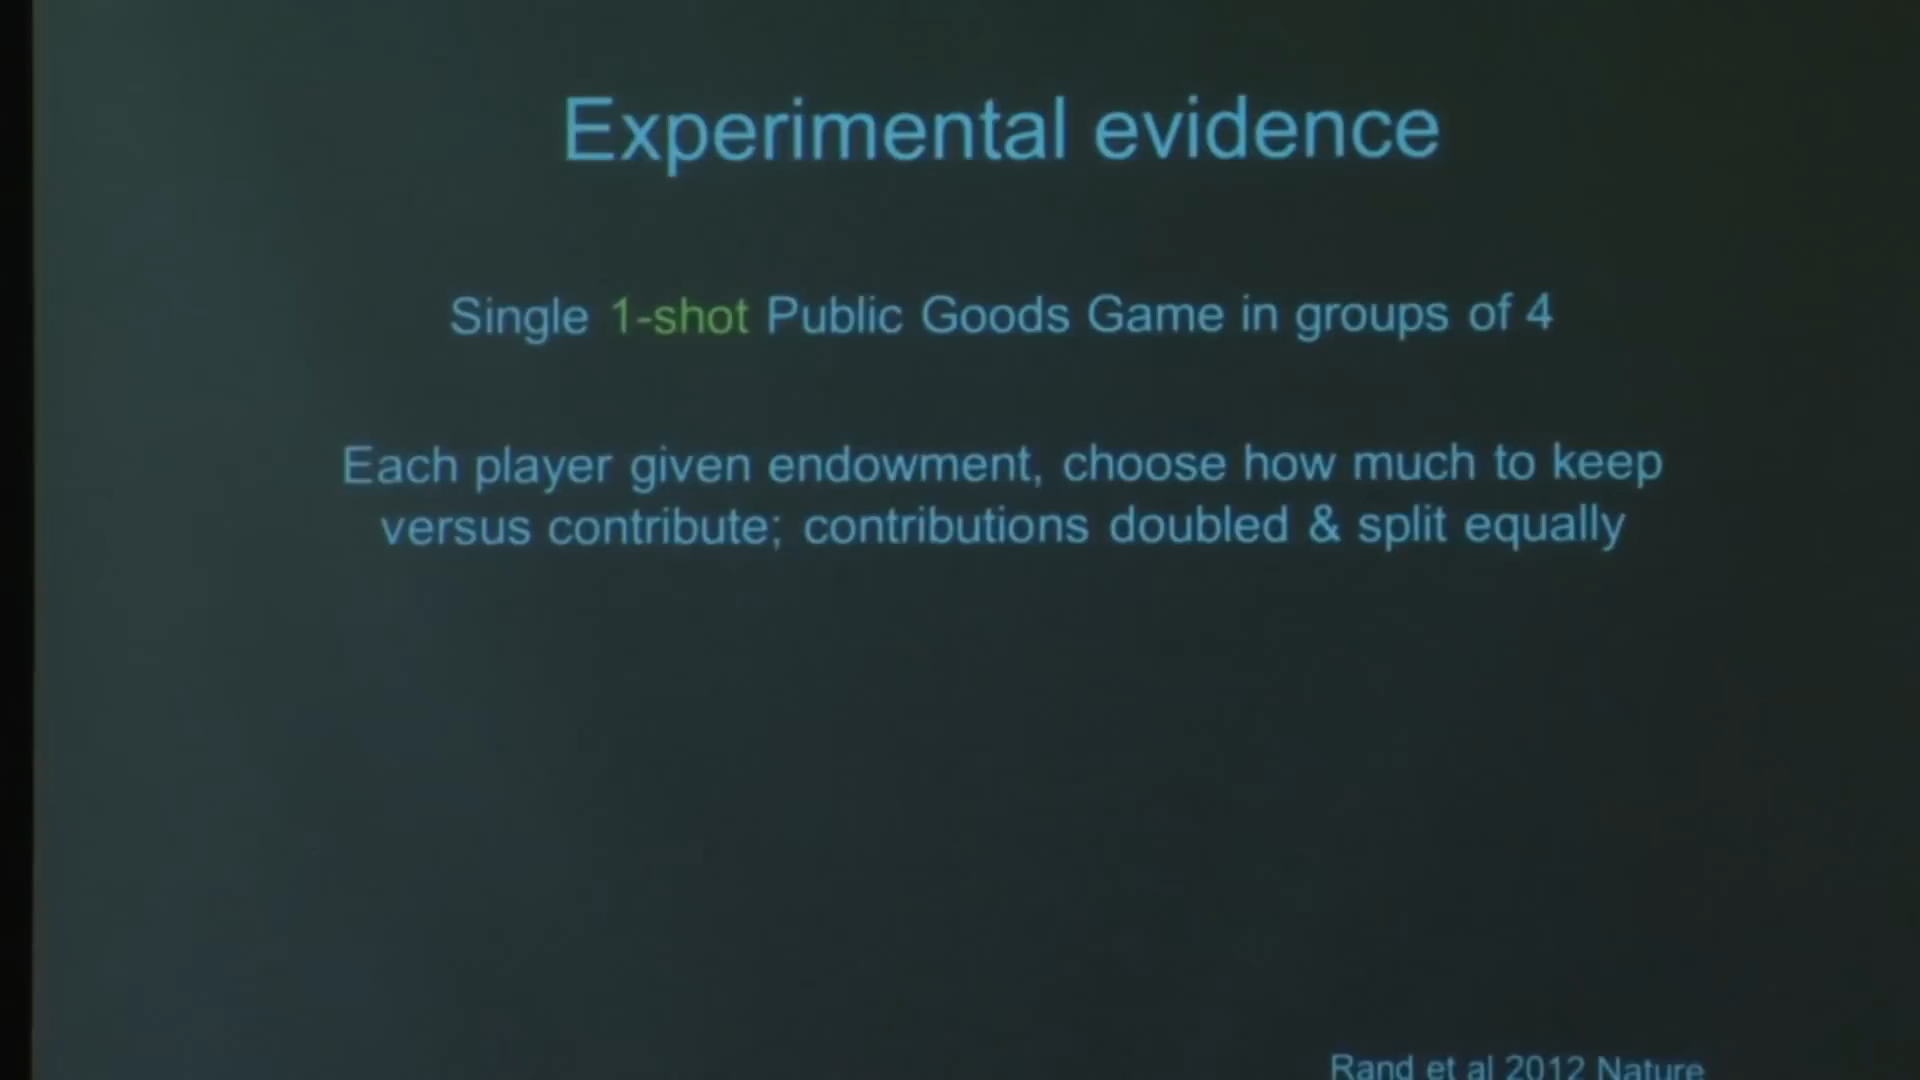 Experimental evidence
Single 1-shot Public Goods Game in groups of 4
Each player given endowment, choose how much to keep
versus contribute; contributions doubled & split equally
Rand et al 2012 Nature